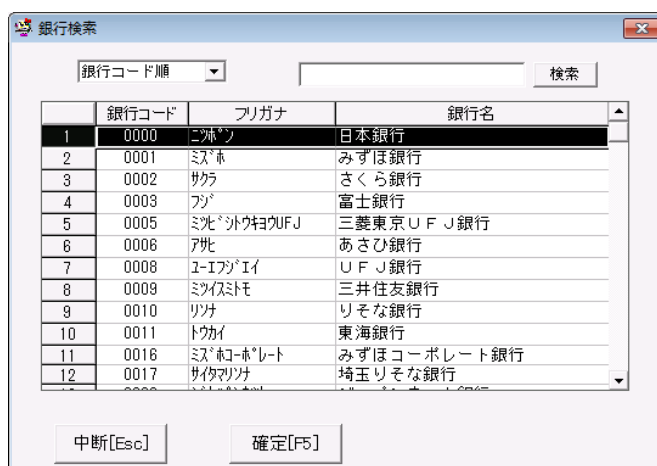 銀行検索
銀行コード順 検索
銀行コード フリガナ 銀行名
1 0000 ﾆﾂﾎﾟﾝ 日本銀行
2 0001 ﾐｽﾞﾎ みずほ銀行
3 0002 ｻｸﾗ さくら銀行
4 0003 ﾌｼﾞ 富士銀行
5 0005 ﾐﾂﾋﾞｼﾄｳｷﾖｳUFJ 三菱東京ＵＦＪ銀行
6 0006 ｱｻﾋ あさひ銀行
7 0008 ﾕ-ｴﾌｼﾞｴｲ ＵＦＪ銀行
8 0009 ﾐﾂｲｽﾐﾄﾓ 三井住友銀行
9 0010 ﾘｿﾅ りそな銀行
10 0011 ﾄｳｶｲ 東海銀行
11 0016 ﾐｽﾞﾎｺ-ﾎﾟﾚ-ﾄ みずほコーポレート銀行
12 0017 ｻｲﾀﾏﾘｿﾅ 埼玉りそな銀行
中断[Esc] 確定[F5]